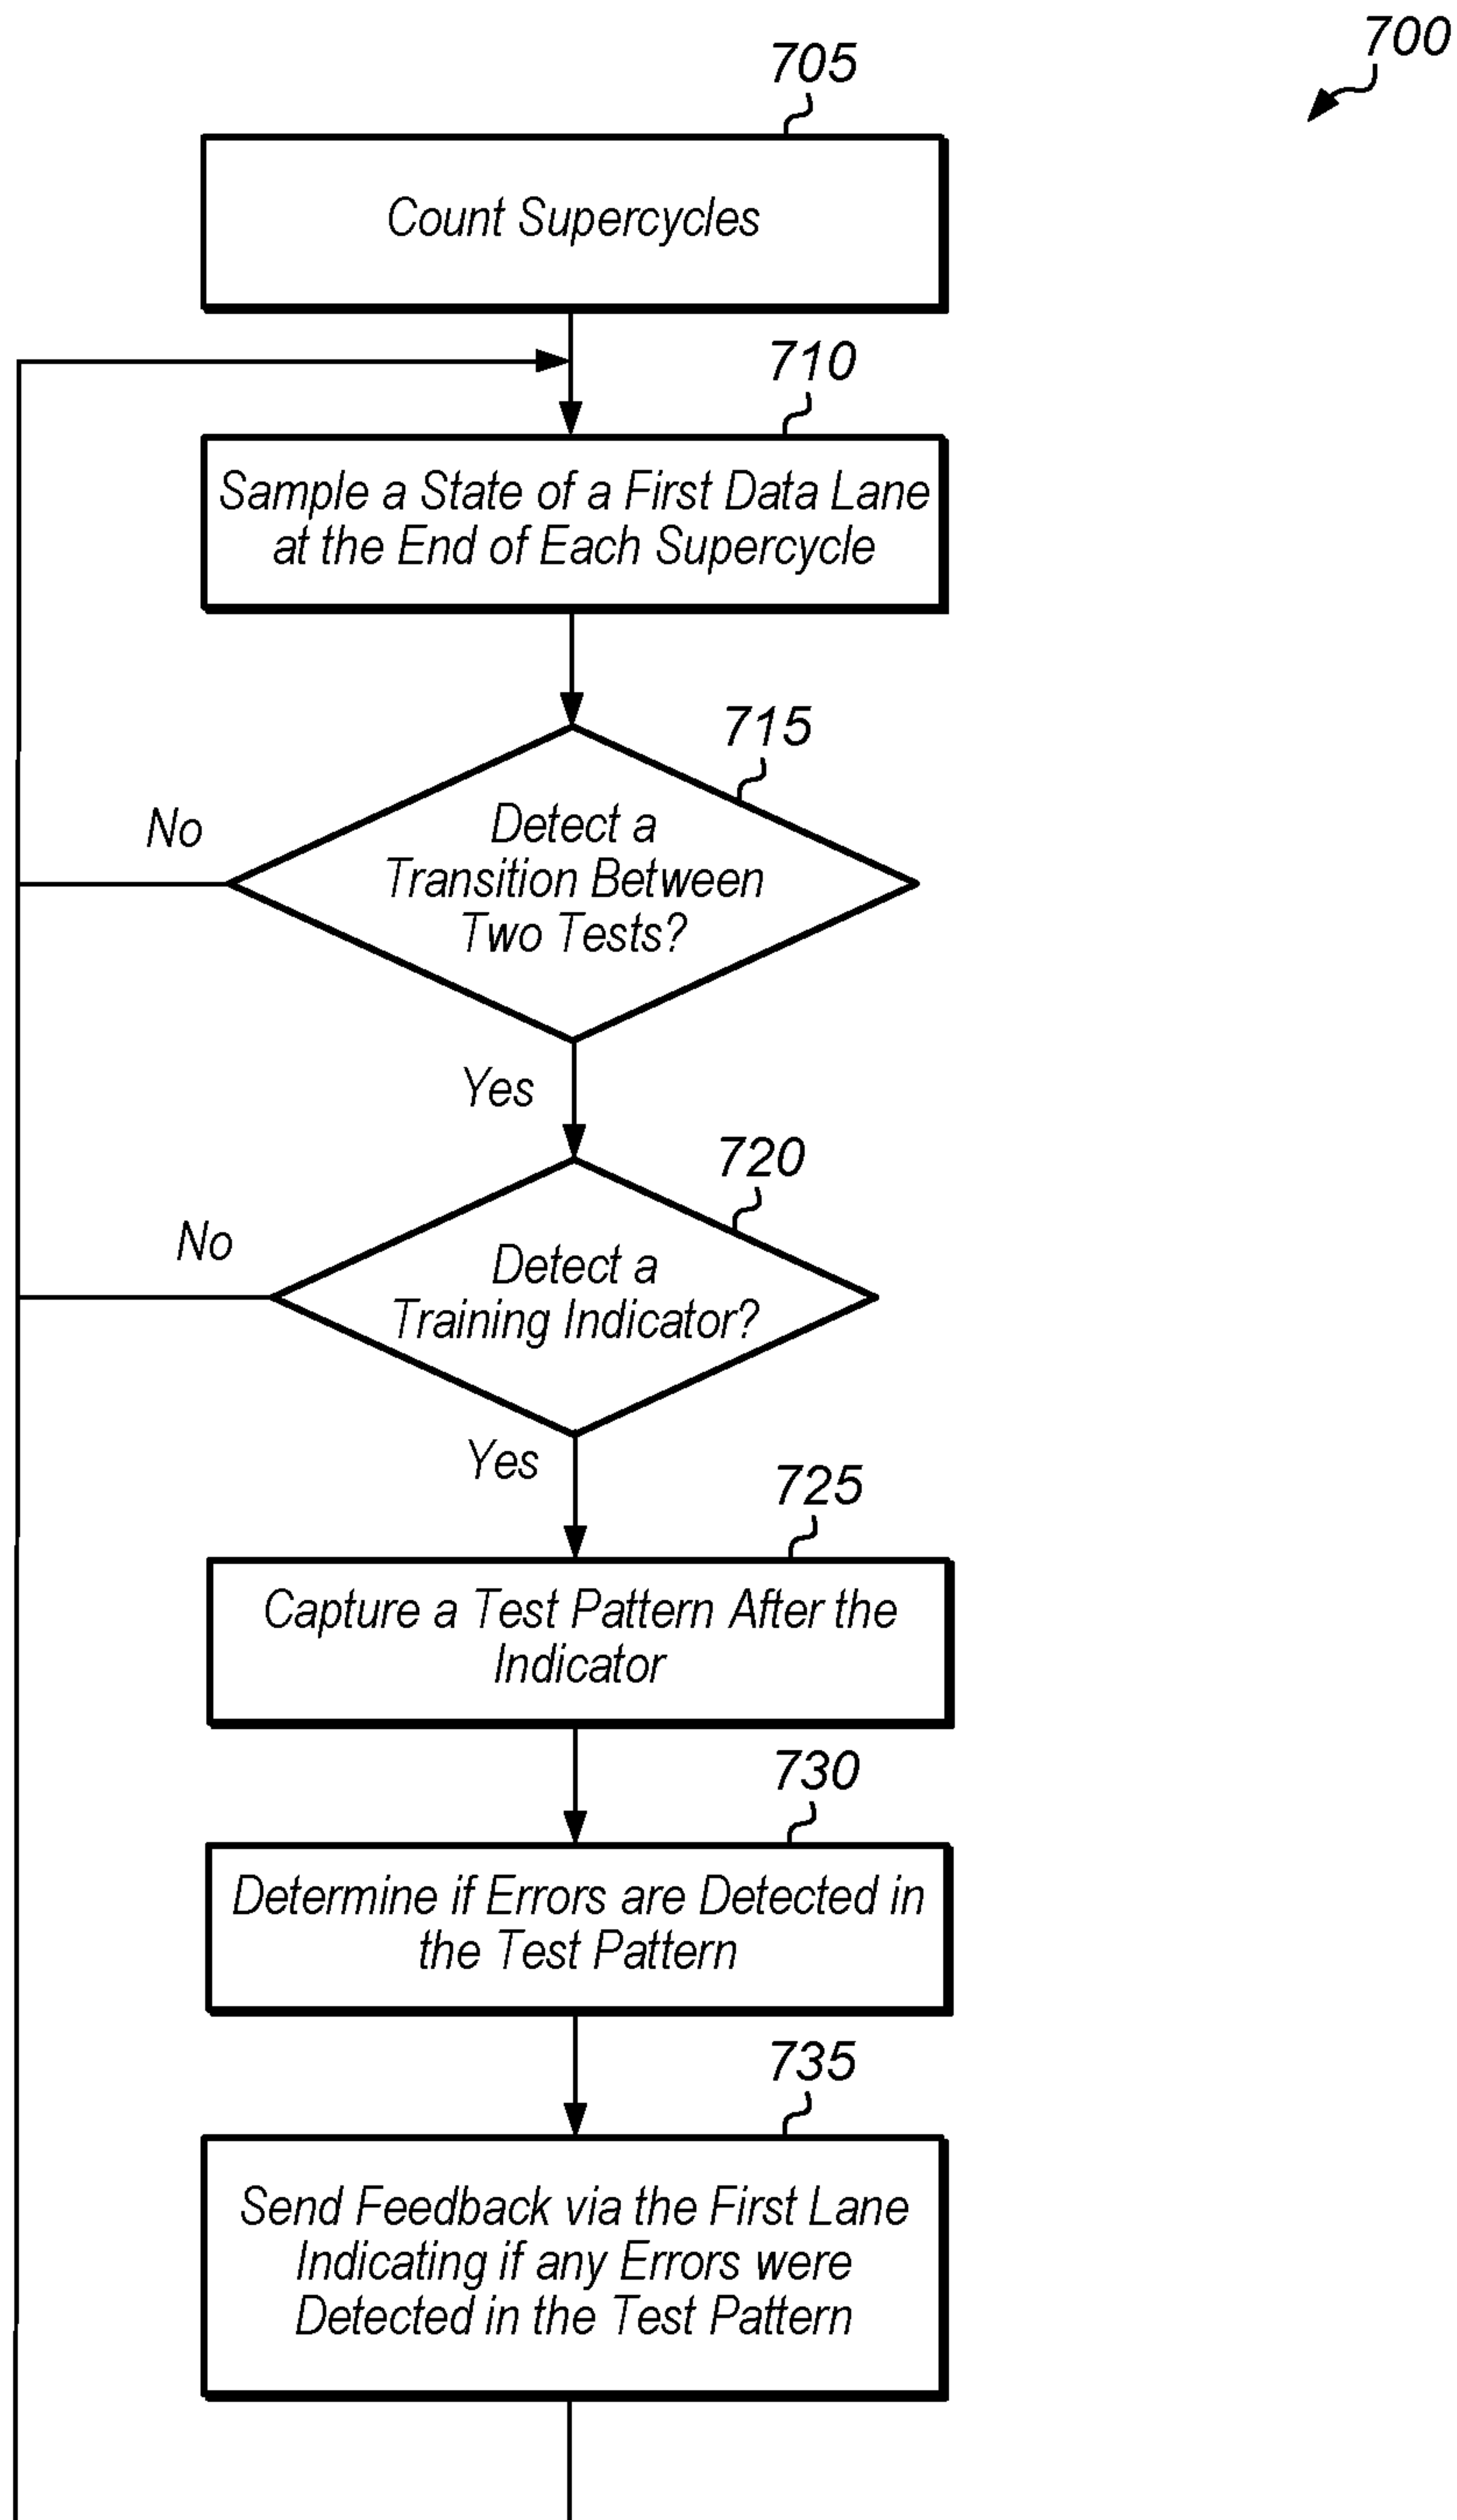 700
705
Count Supercycles
710
Sample a State of a First Data Lane
at the End of Each Supercycle
715
No
Detect a
Transition Between
Two Tests?
Yes
720
No
Detect a
Training Indicator?
Yes
725
Capture a Test Pattern After the
Indicator
730
Determine if Errors are Detected in
the Test Pattern
735
Send Feedback via the First Lane
Indicating if any Errors were
Detected in the Test Pattern